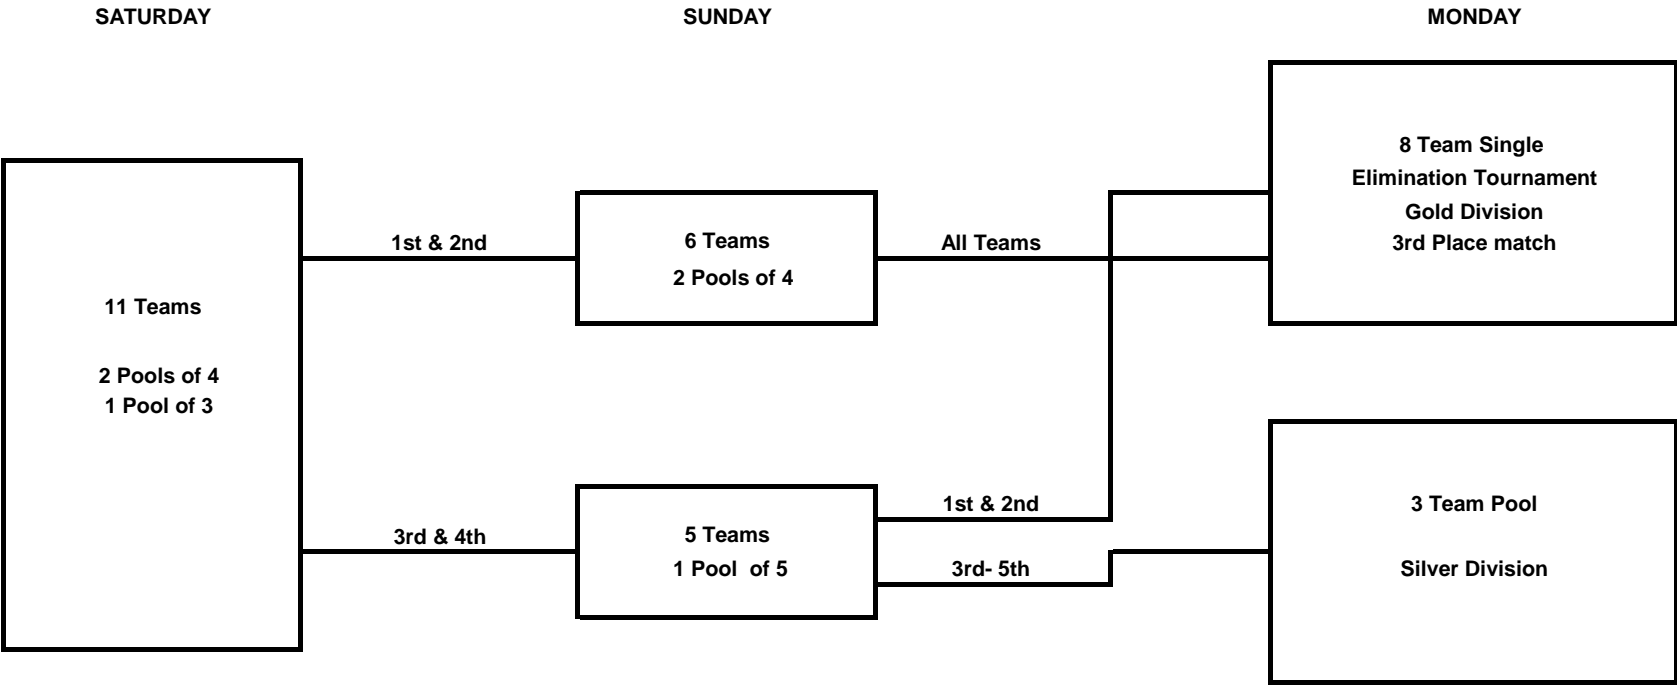 SATURDAY
SUNDAY
MONDAY
11 Teams
2 Pools of 4
1 Pool of 3
1st & 2nd
3rd & 4th
6 Teams
2 Pools of 4
5 Teams
1 Pool of 5
All Teams
1st & 2nd
3rd- 5th
8 Team Single
Elimination Tournament
Gold Division
3rd Place match
3 Team Pool
Silver Division